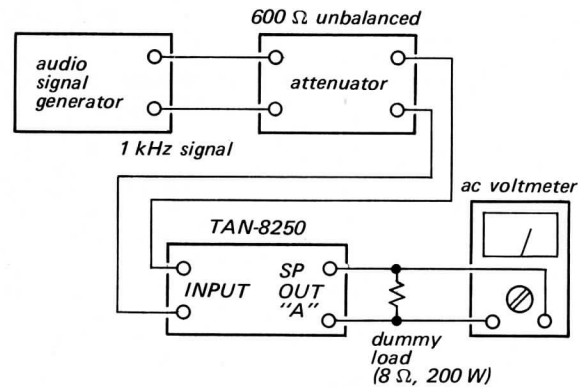 600 Ω unbalanced
audio
signal
generator
attenuator
1 kHz signal
ac voltmeter
TAN-8250
INPUT
SP
OUT
"A"
dummy
load
(8 Ω, 200 W)